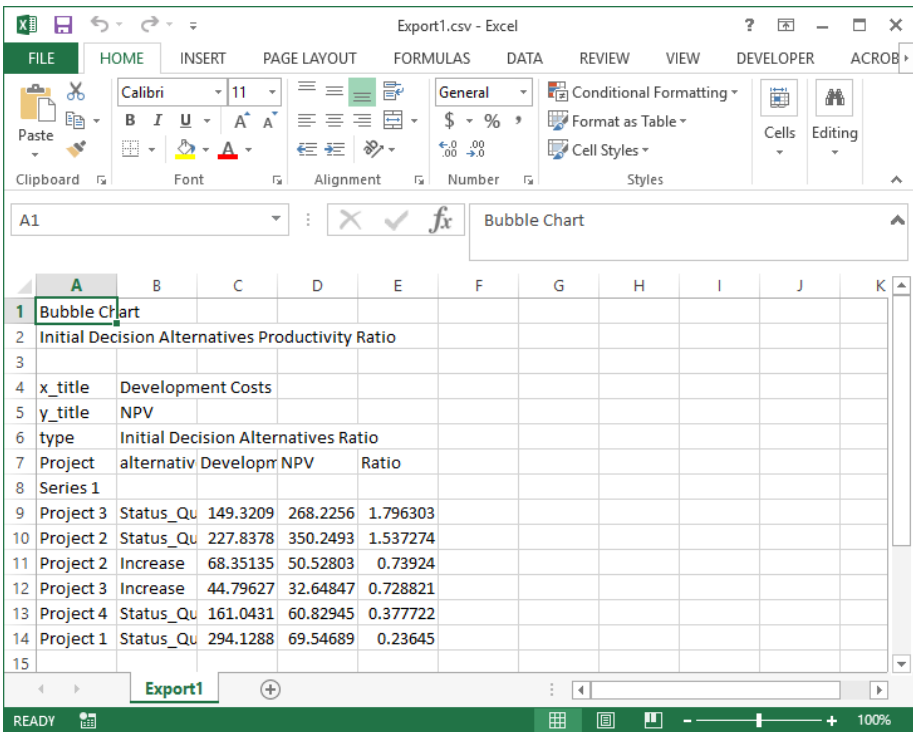 Export1.csv - Excel ?
FILE HOME INSERT PAGE LAYOUT FORMULAS DATA REVIEW VIEW DEVELOPER ACROB
Paste
Calibri 11
B I U A A
A
General
$ % ,
.0 .00
.00 .0
Conditional Formatting
Format as Table
Cell Styles
Cells
Editing
Clipboard Font Alignment Number Styles
A1 fx Bubble Chart
A B C D E F G H I J K
1 Bubble Chart
2 Initial Decision Alternatives Productivity Ratio
3
4 x_title Development Costs
5 y_title NPV
6 type Initial Decision Alternatives Ratio
7 Project alternativ Developm NPV Ratio
8 Series 1
9 Project 3 Status_Qu 149.3209 268.2256 1.796303
10 Project 2 Status_Qu 227.8378 350.2493 1.537274
11 Project 2 Increase 68.35135 50.52803 0.73924
12 Project 3 Increase 44.79627 32.64847 0.728821
13 Project 4 Status_Qu 161.0431 60.82945 0.377722
14 Project 1 Status_Qu 294.1288 69.54689 0.23645
15
Export1
READY 100%